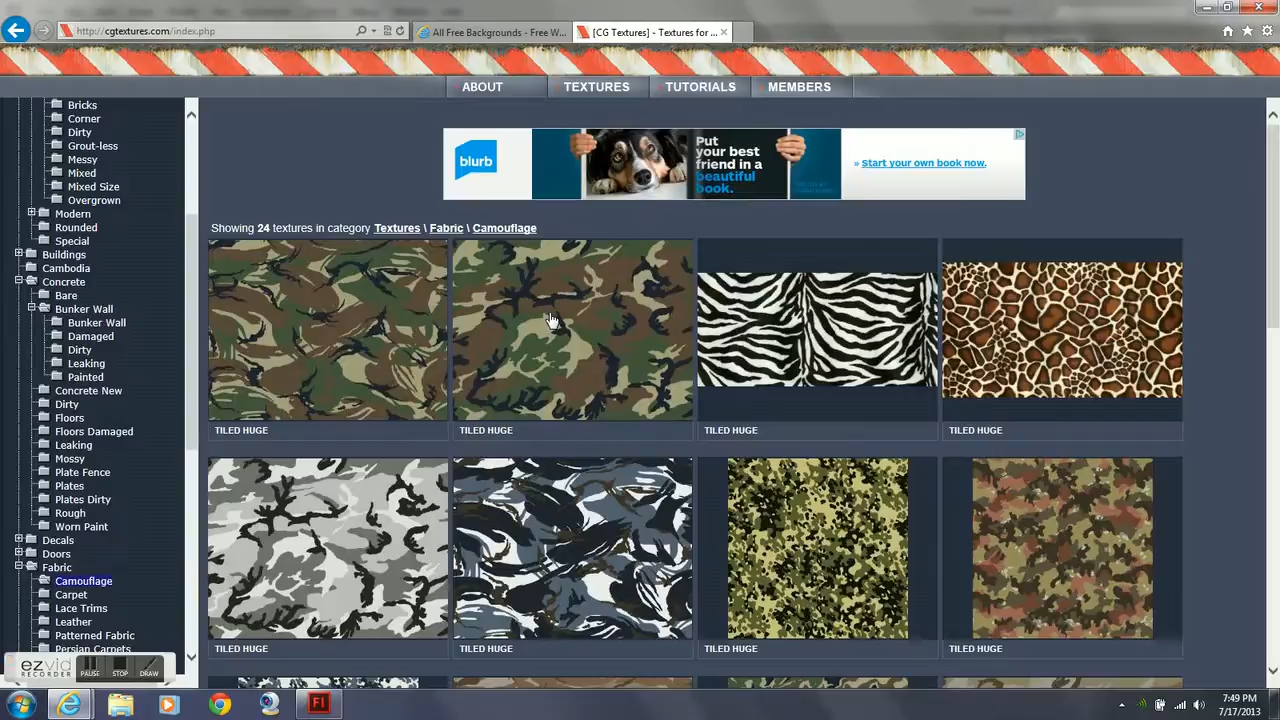 http://cgtextures.com/index.php
All Free Backgrounds - Free W...
[CG Textures] - Textures for ...
ABOUT
TEXTURES
TUTORIALS
MEMBERS
Bricks
Corner
Dirty
Grout-less
Messy
Mixed
Mixed Size
Overgrown
Modern
Rounded
Special
Buildings
Cambodia
Concrete
Bare
Bunker Wall
Bunker Wall
Damaged
Dirty
Leaking
Painted
Concrete New
Dirty
Floors
Floors Damaged
Leaking
Mossy
Plate Fence
Plates
Plates Dirty
Rough
Worn Paint
Decals
Doors
Fabric
Camouflage
Carpet
Lace Trims
Leather
Patterned Fabric
Persian Carpets
blurb
Put
your best
friend in a
beautiful
book.
» Start your own book now.
Showing 24 textures in category Textures \ Fabric \ Camouflage
TILED HUGE
TILED HUGE
TILED HUGE
TILED HUGE
TILED HUGE
TILED HUGE
TILED HUGE
TILED HUGE
ezvid
RECORDER
PAUSE
STOP
DRAW
Fl
7:49 PM
7/17/2013